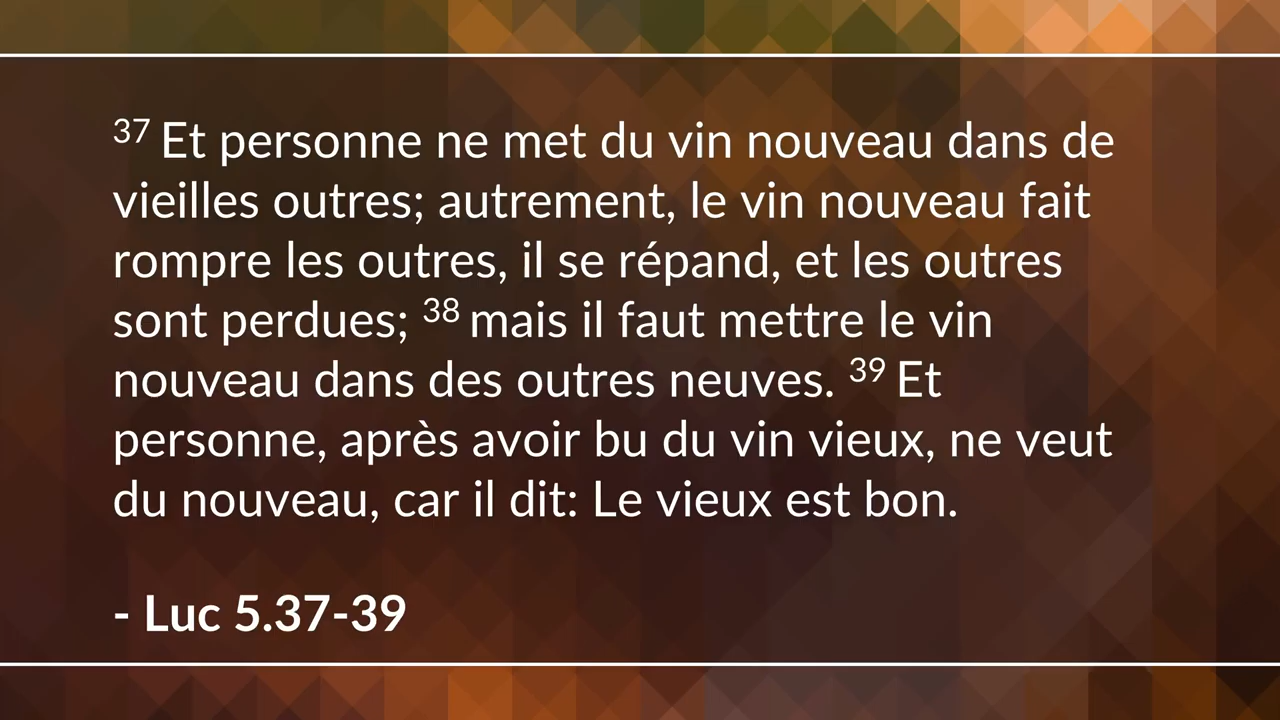 37 Et personne ne met du vin nouveau dans de
vieilles outres; autrement, le vin nouveau fait
rompre les outres, il se répand, et les outres
sont perdues; 38 mais il faut mettre le vin
nouveau dans des outres neuves. 39 Et
personne, après avoir bu du vin vieux, ne veut
du nouveau, car il dit: Le vieux est bon.
- Luc 5.37-39